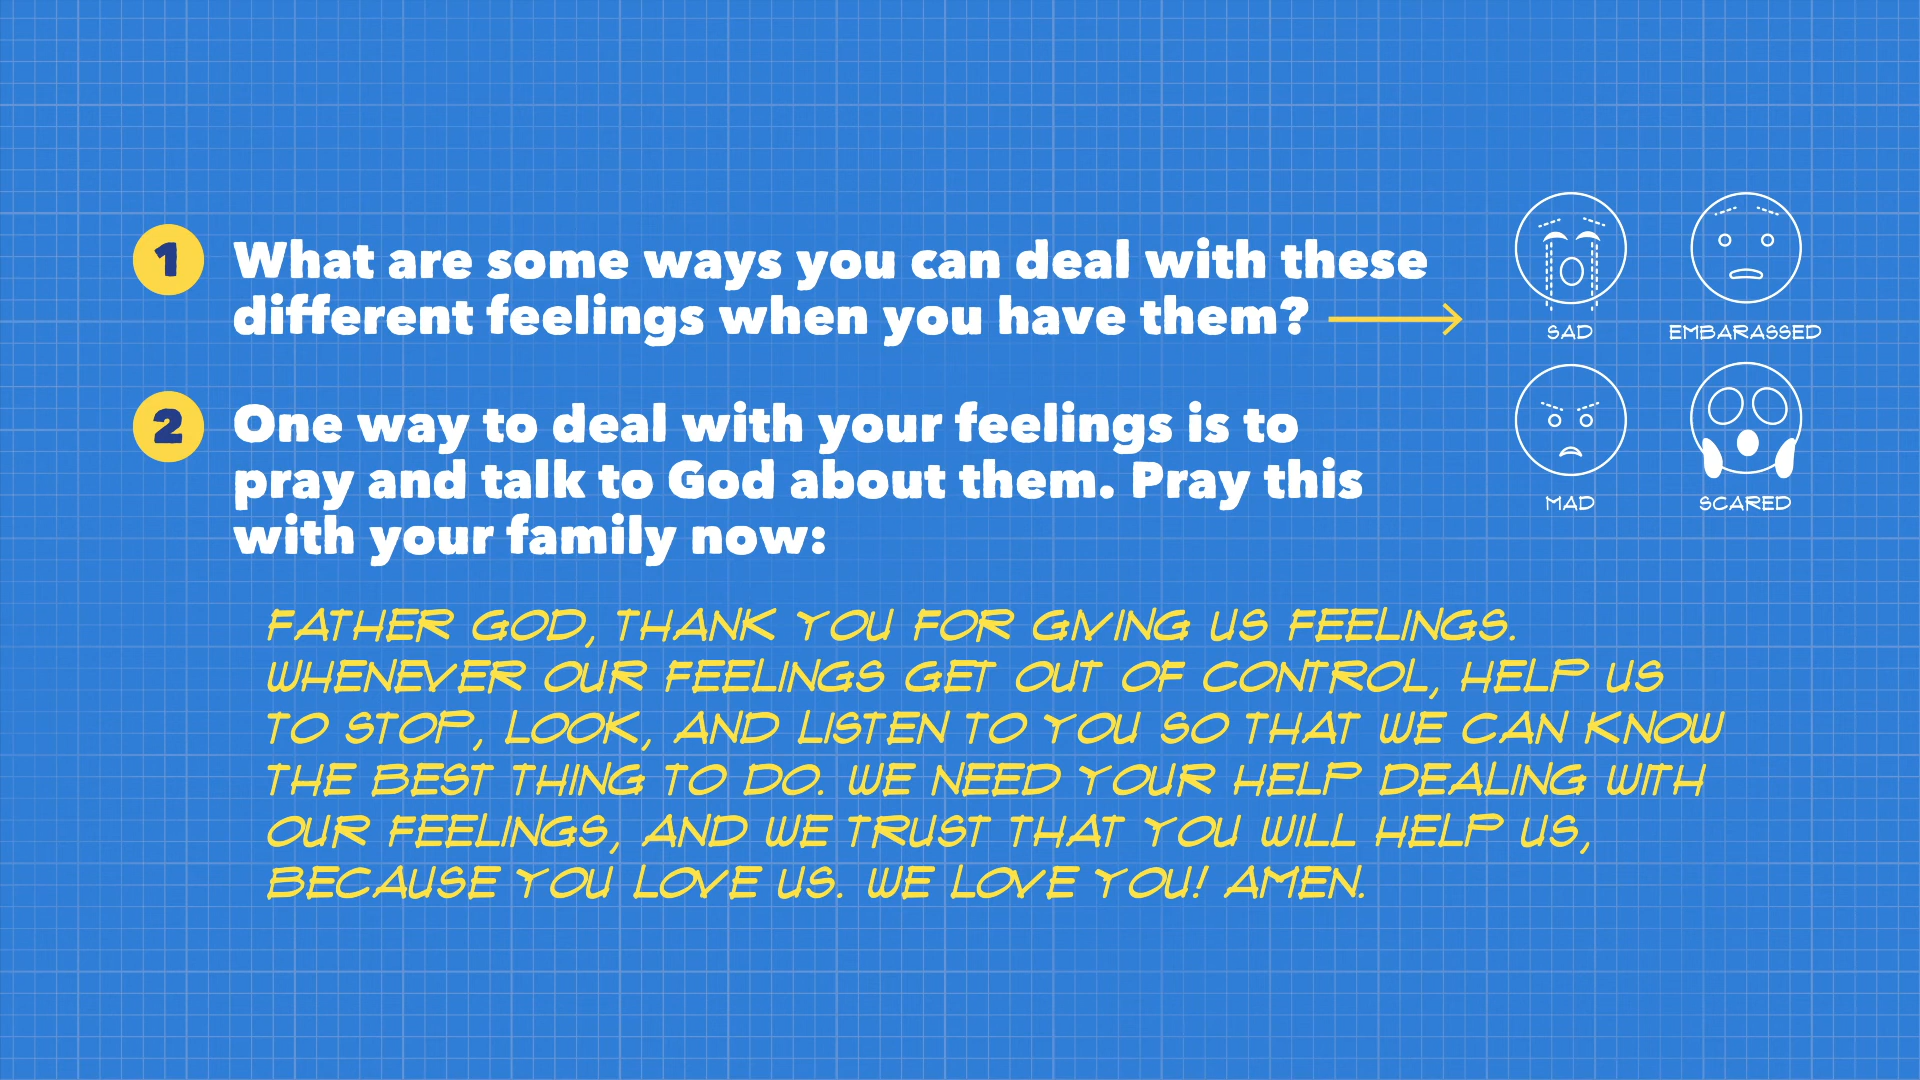 1 What are some ways you can deal with these
different feelings when you have them?
SAD EMBARASSED
MAD SCARED
2 One way to deal with your feelings is to
pray and talk to God about them. Pray this
with your family now:
FATHER GOD, THANK YOU FOR GIVING US FEELINGS.
WHENEVER OUR FEELINGS GET OUT OF CONTROL, HELP US
TO STOP, LOOK, AND LISTEN TO YOU SO THAT WE CAN KNOW
THE BEST THING TO DO. WE NEED YOUR HELP DEALING WITH
OUR FEELINGS, AND WE TRUST THAT YOU WILL HELP US,
BECAUSE YOU LOVE US. WE LOVE YOU! AMEN.